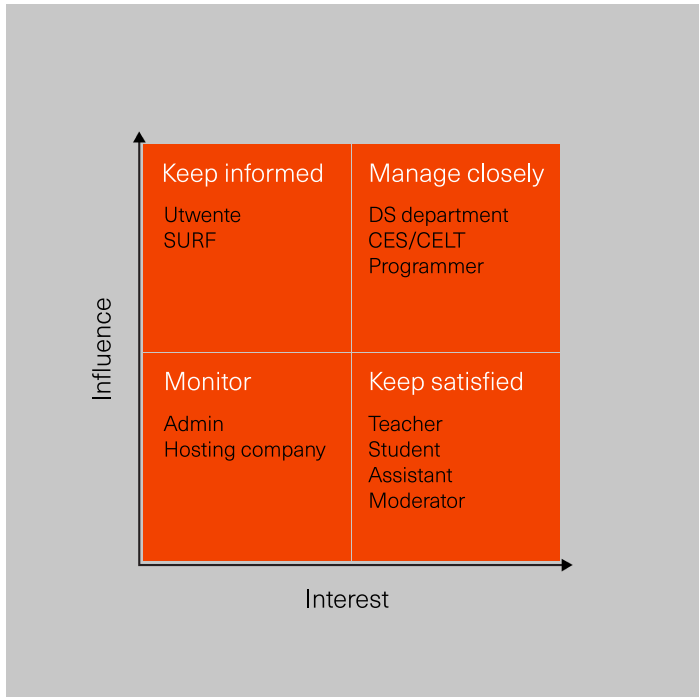 Keep informed
Utwente
SURF
Manage closely
DS department
CES/CELT
Programmer
Monitor
Admin
Hosting company
Keep satisfied
Teacher
Student
Assistant
Moderator
Influence
Interest